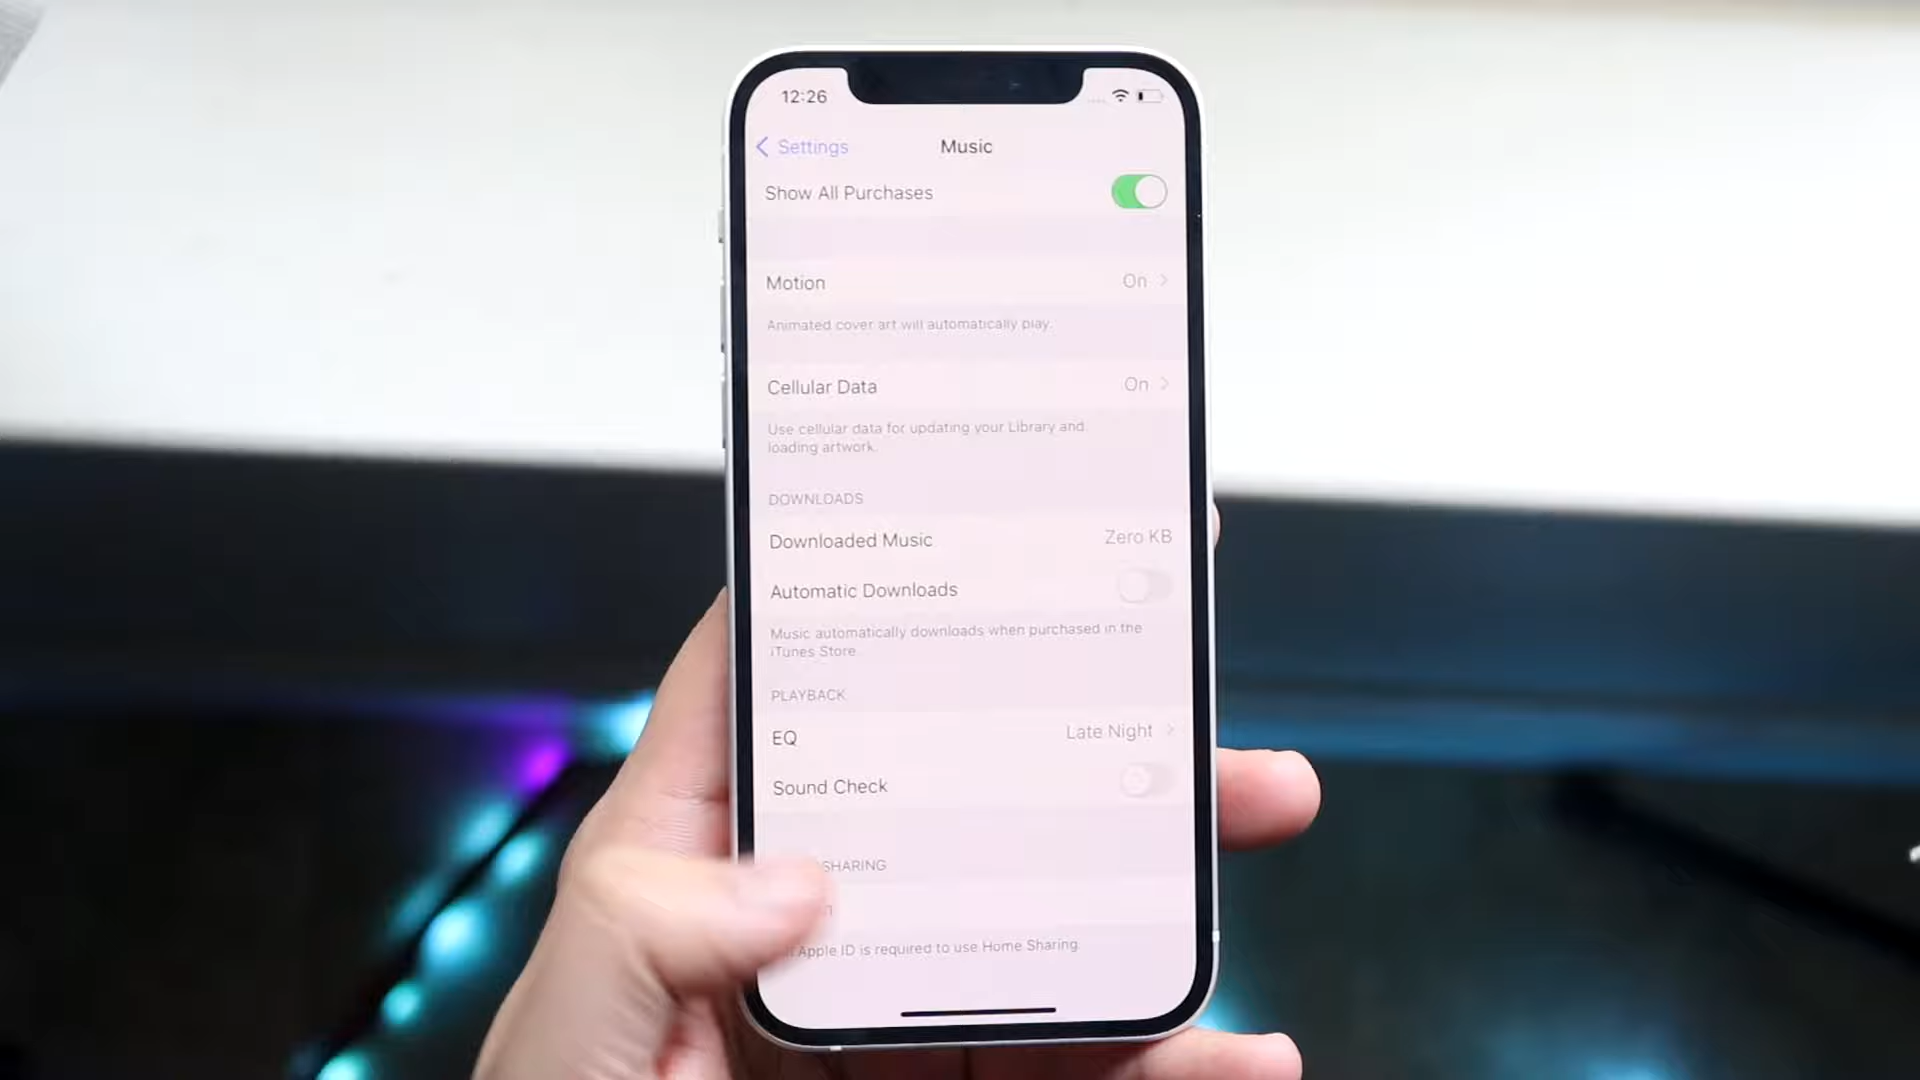 12:26
Settings
Music
Show All Purchases
Motion
On
Animated cover art will automatically play.
Cellular Data
On
Use cellular data for updating your Library and
loading artwork.
DOWNLOADS
Downloaded Music
Zero KB
Automatic Downloads
Music automatically downloads when purchased in the
iTunes Store.
PLAYBACK
EQ
Late Night
Sound Check
SHARING
Apple ID is required to use Home Sharing.